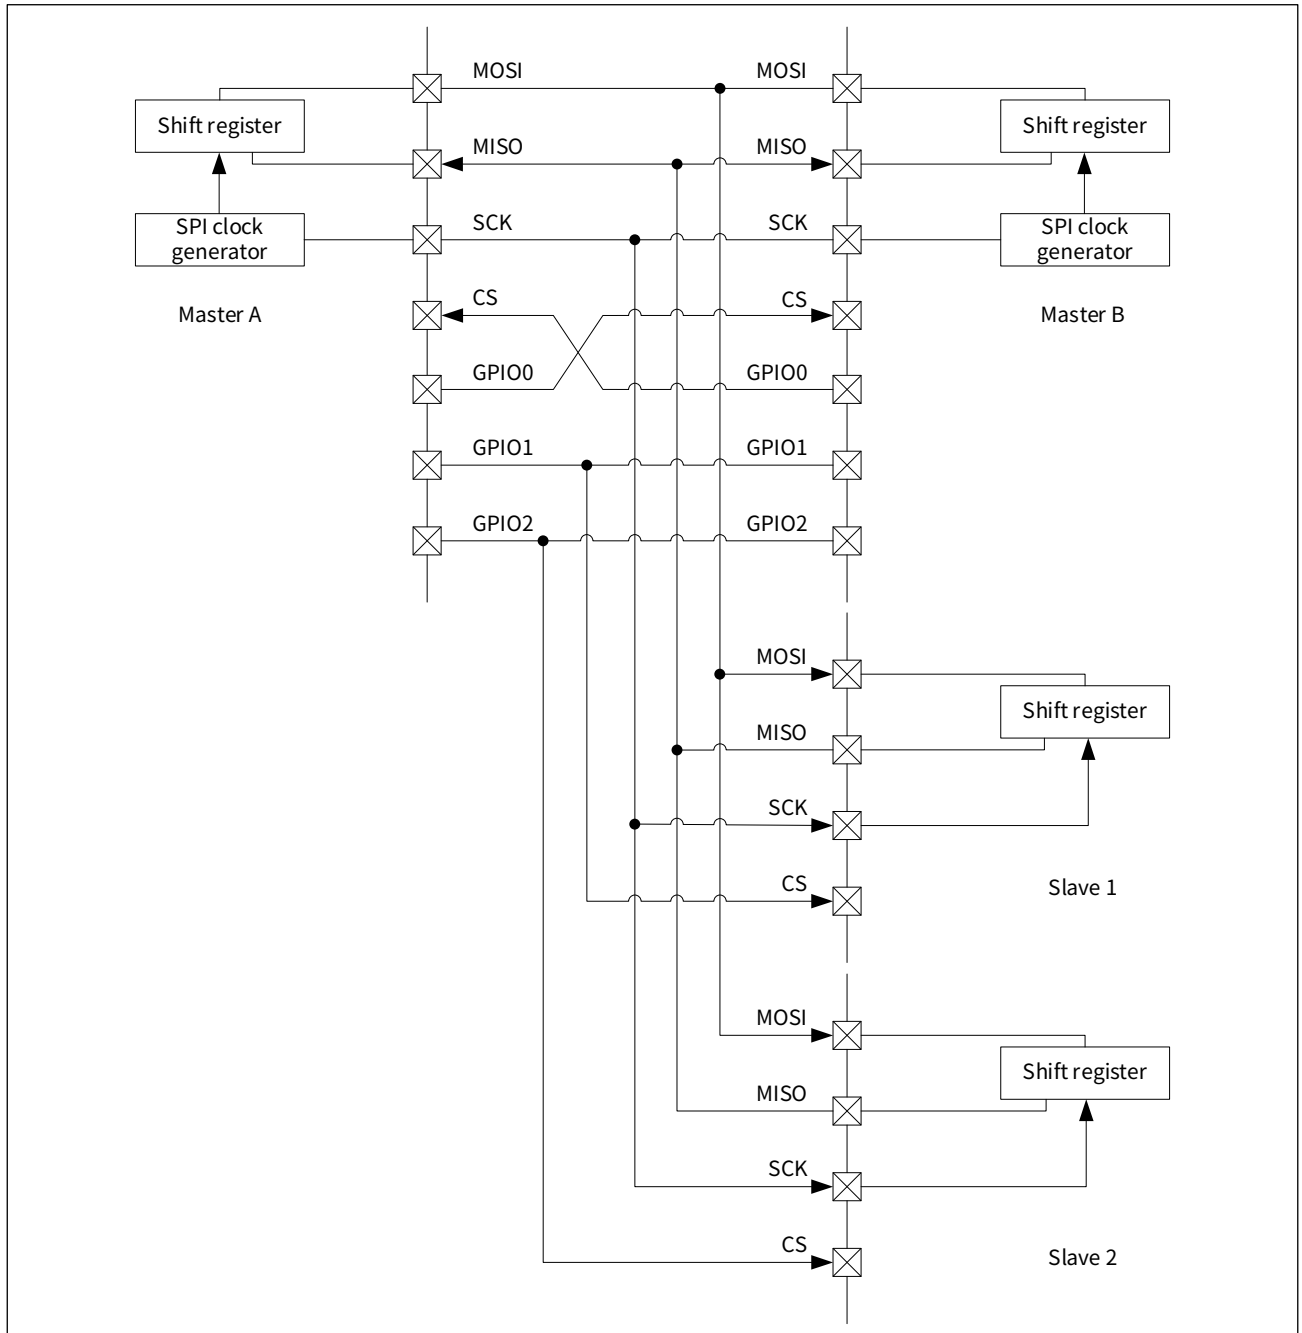 MOSI
MOSI
Shift register
Shift register
MISO
MISO
SPI clock
generator
SCK
SCK
SPI clock
generator
Master A
CS
CS
Master B
GPIO0
GPIO0
GPIO1
GPIO1
GPIO2
GPIO2
MOSI
Shift register
MISO
SCK
CS
Slave 1
MOSI
Shift register
MISO
SCK
CS
Slave 2